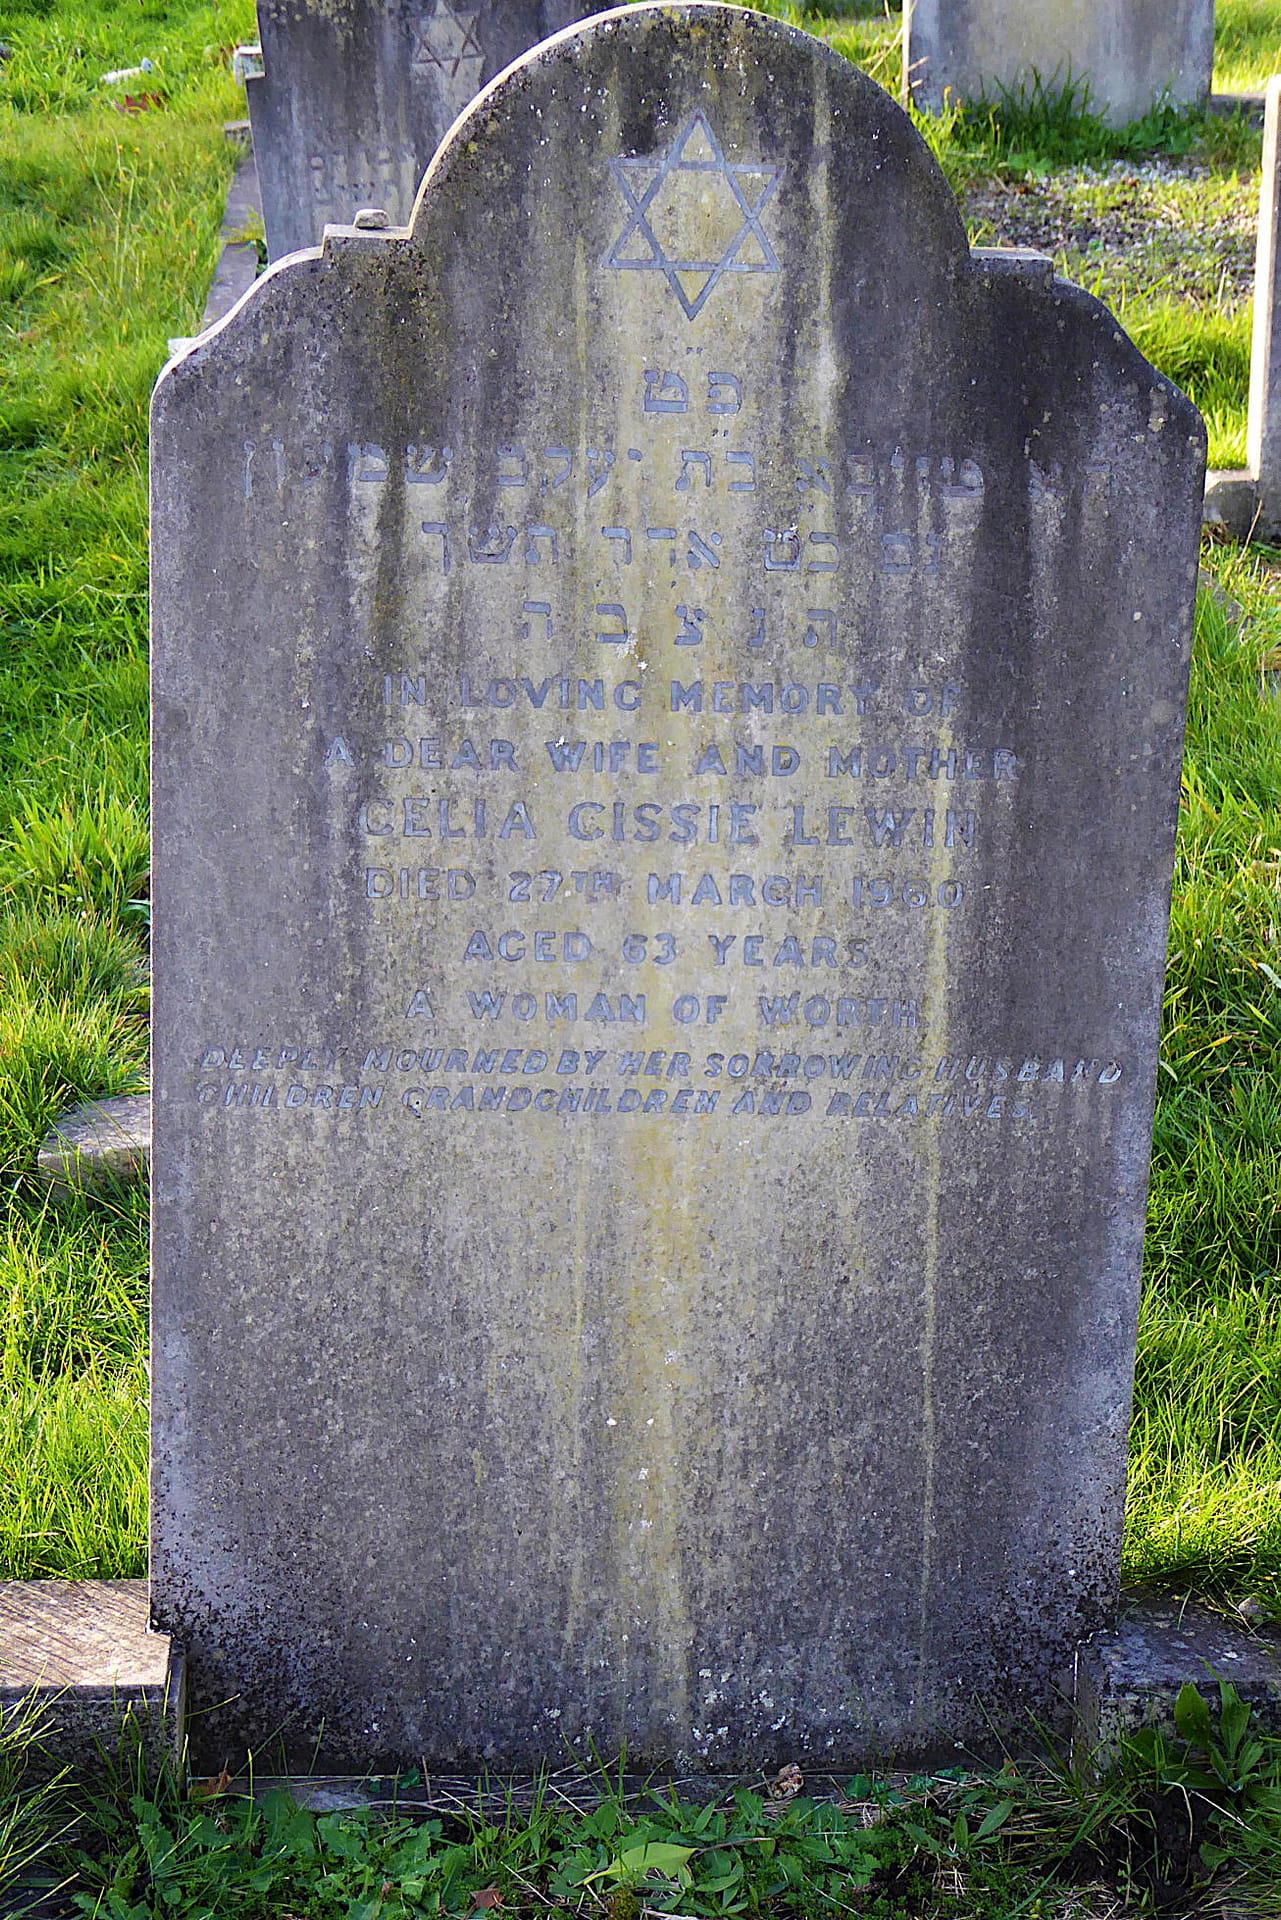 פ״ט
בת יעקב שמעון
נפ כט אדר תשך
ת נ צ ב ה
IN LOVING MEMORY OF
A DEAR WIFE AND MOTHER
CELIA CISSIE LEWIN
DIED 27TH MARCH 1960
AGED 63 YEARS
A WOMAN OF WORTH
DEEPLY MOURNED BY HER SORROWING HUSBAND
CHILDREN GRANDCHILDREN AND RELATIVES.